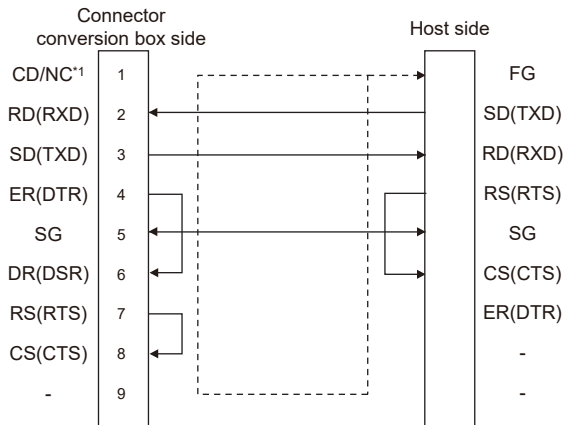 Connector
conversion box side
Host side
CD/NC*1 1 FG
RD(RXD) 2 SD(TXD)
SD(TXD) 3 RD(RXD)
ER(DTR) 4 RS(RTS)
SG 5 SG
DR(DSR) 6 CS(CTS)
RS(RTS) 7 ER(DTR)
CS(CTS) 8 -
- 9 -